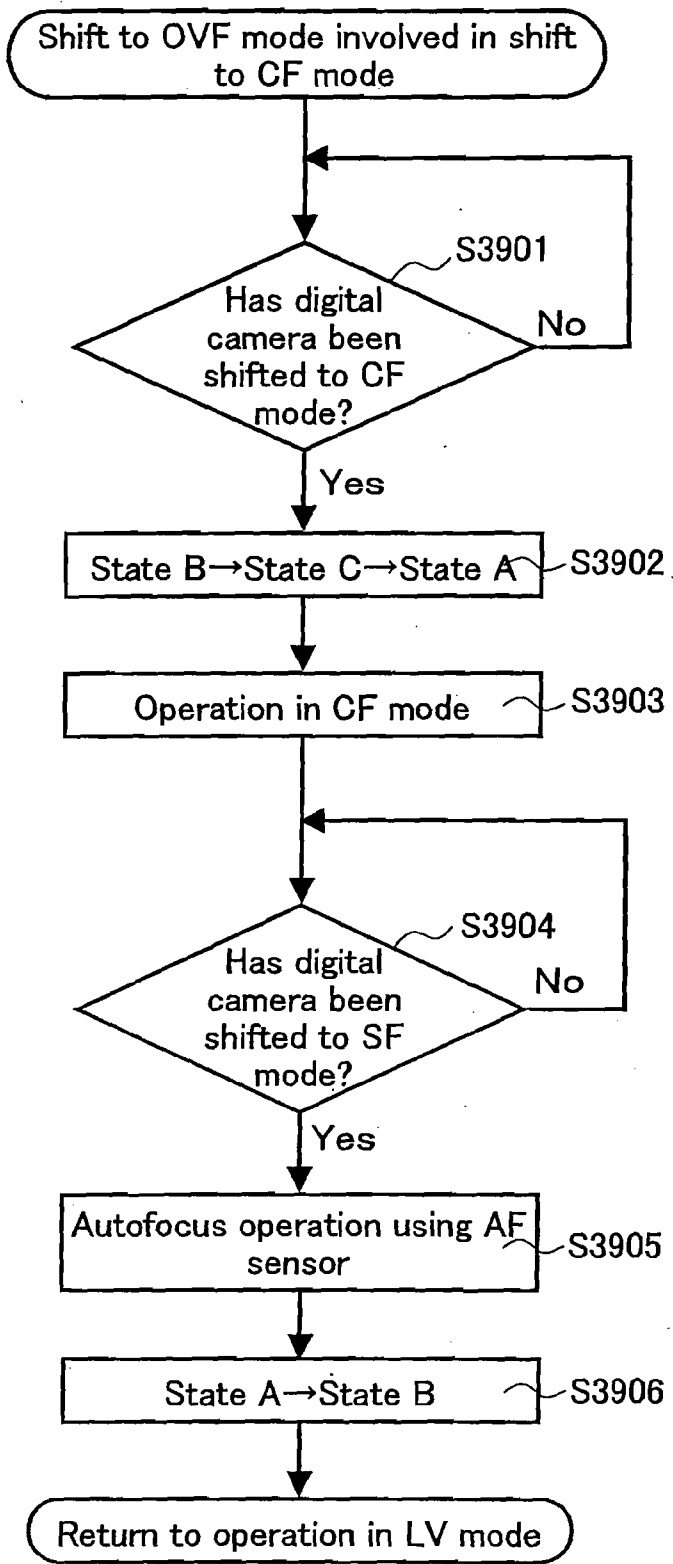 Shift to OVF mode involved in shift
to CF mode
S3901
Has digital
camera been
shifted to CF
mode?
No
Yes
State B→State C→State A
S3902
Operation in CF mode
S3903
S3904
Has digital
camera been
shifted to SF
mode?
No
Yes
Autofocus operation using AF
sensor
S3905
State A→State B
S3906
Return to operation in LV mode